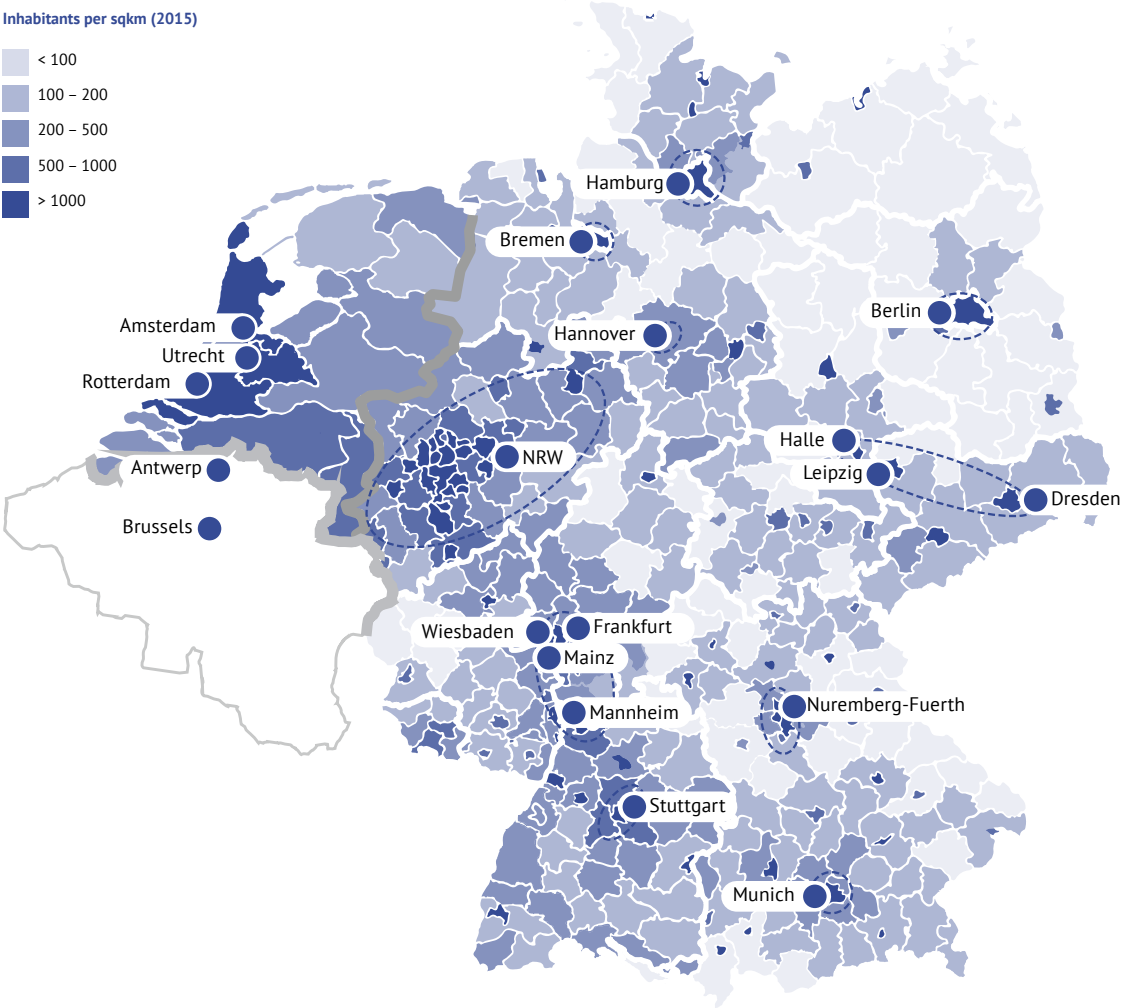 Inhabitants per sqkm (2015)
< 100
100 – 200
200 – 500
500 – 1000
> 1000
Hamburg
Bremen
Berlin
Amsterdam
Hannover
Utrecht
Rotterdam
Halle
NRW
Antwerp
Leipzig
Dresden
Brussels
Wiesbaden
Frankfurt
Mainz
Nuremberg-Fuerth
Mannheim
Stuttgart
Munich